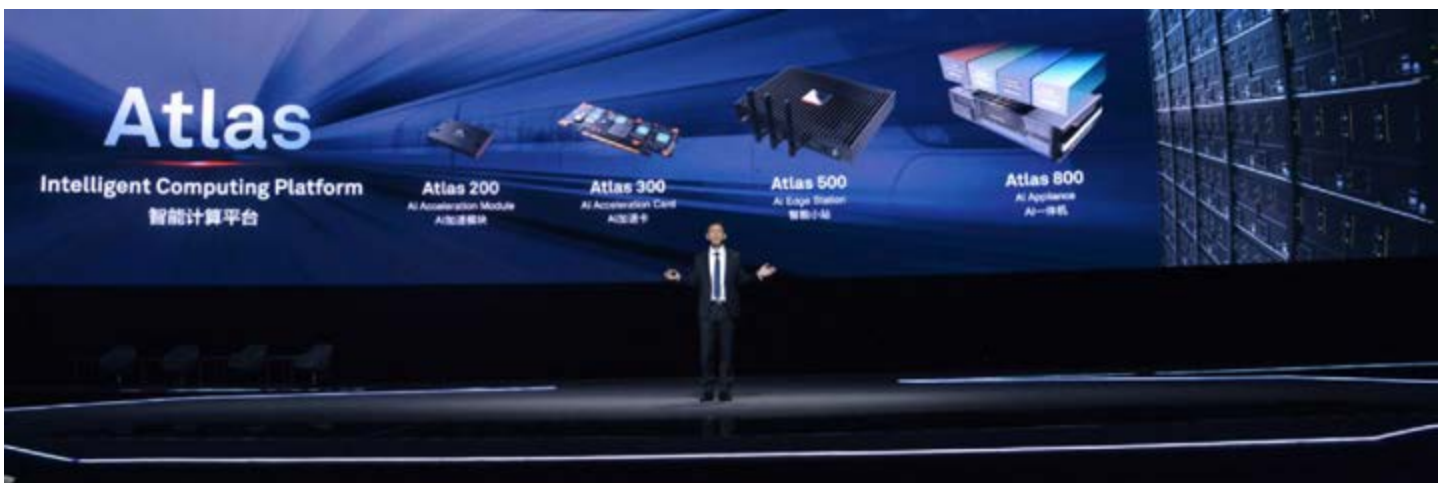 Atlas
Intelligent Computing Platform
智能计算平台
Atlas 200
AI Acceleration Module
AI加速模块
Atlas 300
AI Acceleration Card
AI加速卡
Atlas 500
AI Edge Station
智能小站
Atlas 800
AI Appliance
AI一体机